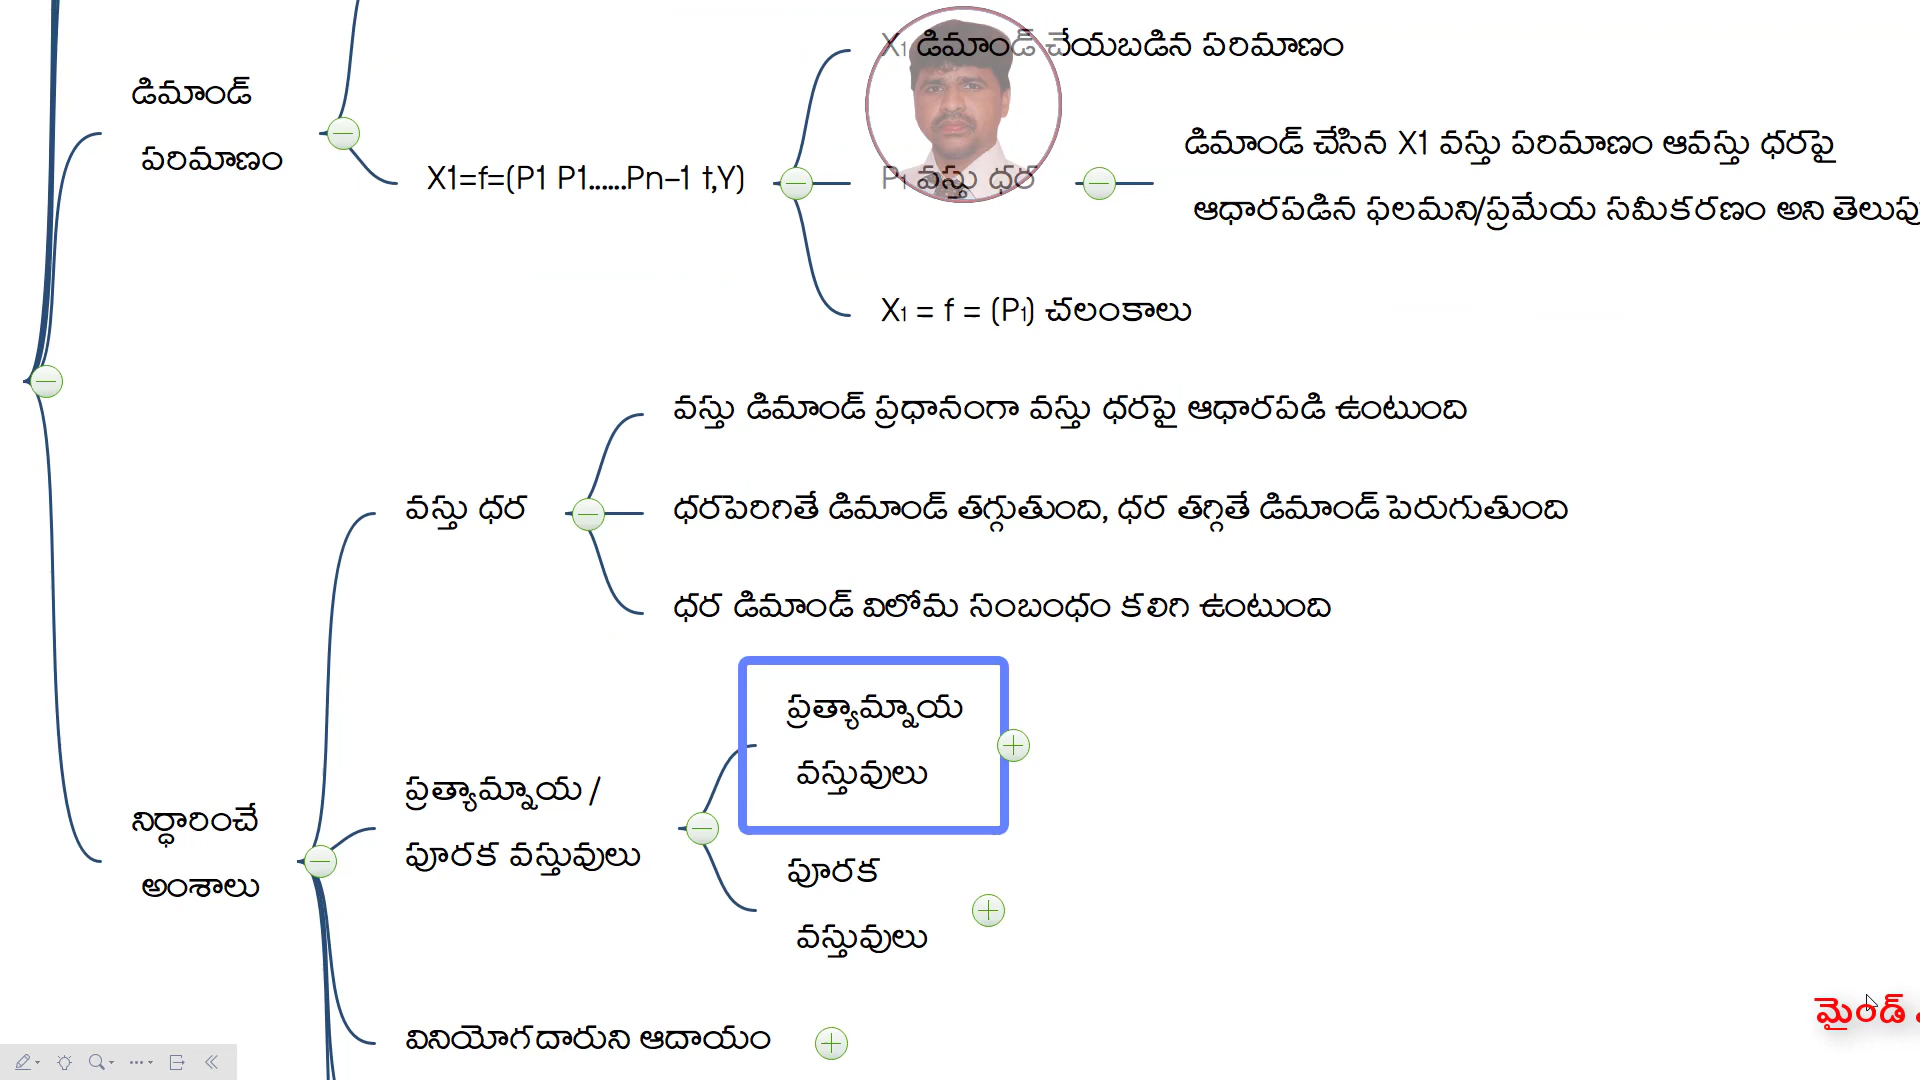 డిమాండ్
పరిమాణం
X1=f=(P1 P1......Pn-1 t,Y)
X1 డిమాండ్ చేయబడిన పరిమాణం
P1 వస్తు ధర
డిమాండ్ చేసిన X1 వస్తు పరిమాణం ఆవస్తు ధరపై
ఆధారపడిన ఫలమని/ప్రమేయ సమీకరణం అని
X1 = f = (P1) చలంకాలు
నిర్ధారించే
అంశాలు
వస్తు ధర
వస్తు డిమాండ్ ప్రధానంగా వస్తు ధరపై ఆధారపడి ఉంటుంది
ధరపెరిగితే డిమాండ్ తగ్గుతుంది, ధర తగ్గితే డిమాండ్ పెరుగుతుంది
ధర డిమాండ్ విలోమ సంబంధం కలిగి ఉంటుంది
ప్రత్యామ్నాయ /
పూరక వస్తువులు
ప్రత్యామ్నాయ
వస్తువులు
పూరక
వస్తువులు
వినియోగదారుని ఆదాయం
మైండ్